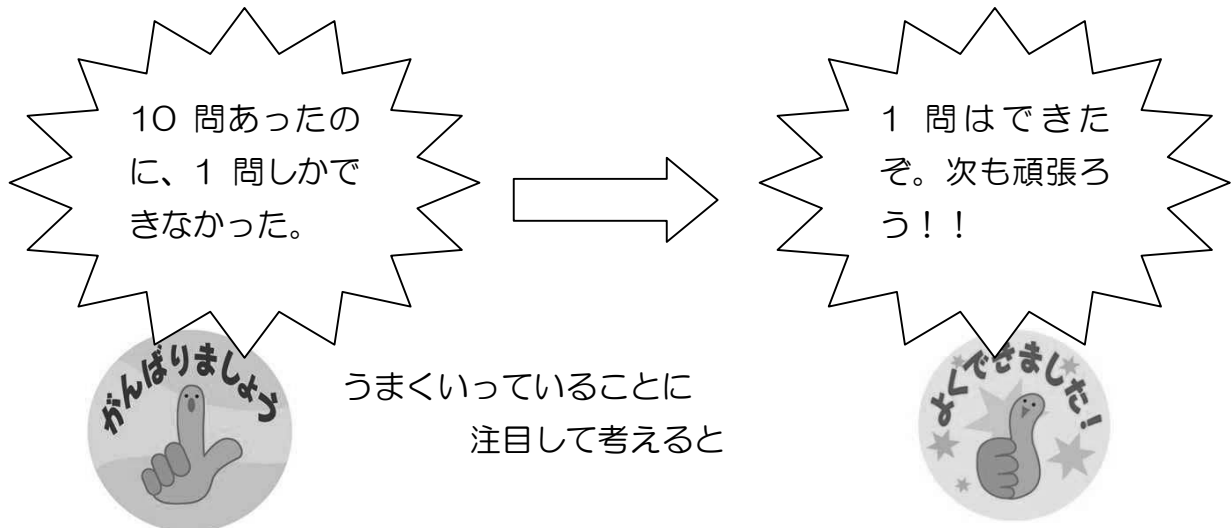 10 問あったの
に、1 問しかで
きなかった。
1 問はできた
ぞ。次も頑張ろ
う！！
がんばりましょう
うまくいっていることに
注目して考えると
よくできました！